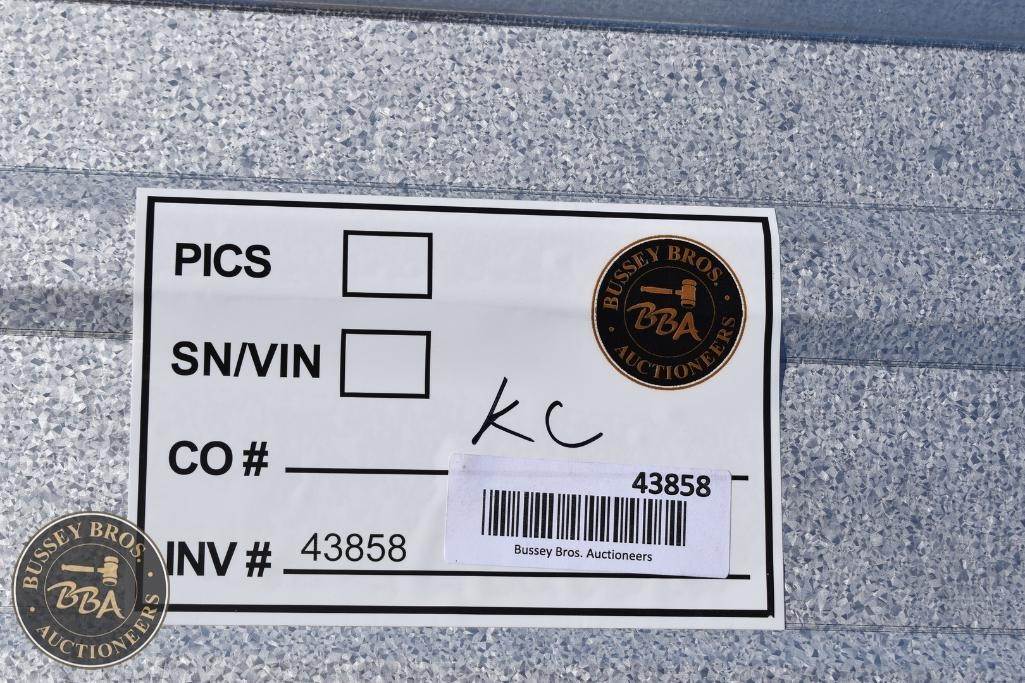 PICS
BUSSEY BROS.
BBA
AUCTIONEERS
SN/VIN
KC
CO #
43858
Bussey Bros. Auctioneers
INV # 43858
BUSSEY BROS.
BBA
AUCTIONEERS